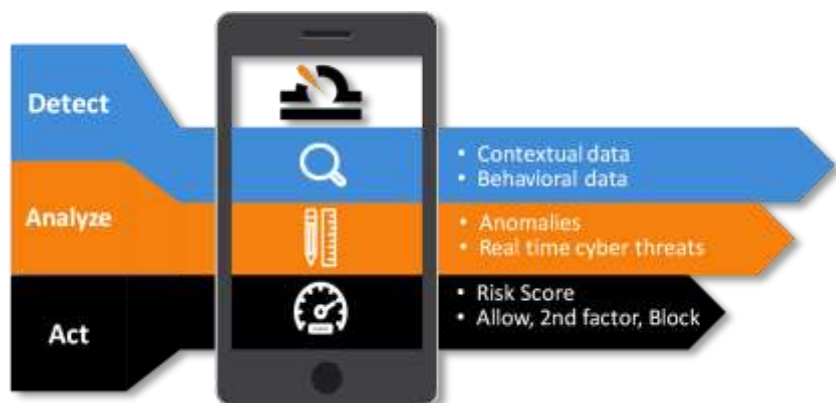 Detect
• Contextual data
• Behavioral data
Analyze
• Anomalies
• Real time cyber threats
Act
• Risk Score
• Allow, 2nd factor, Block